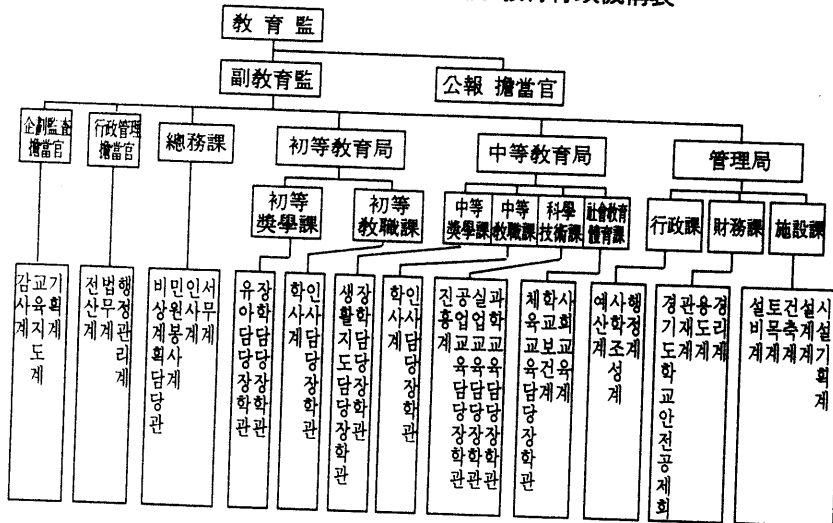 敎育監
副敎育監
公報 擔當官
企劃監査
擔當官
行政管理
擔當官
總務課
初等敎育局
中等敎育局
管理局
初等
奬學課
初等
敎職課
中等
奬學課
中等
敎職課
科學
技術課
社會敎育
體育課
行政課
財務課
施設課
기획계
교육지도계
감사계
행정관리계
법무계
전산계
서무계
인사계
민원봉사계
비상계획담당관
장학담당장학관
유아담당장학관
인사담당장학관
학사계
장학담당장학관
생활지도담당장학관
인사담당장학관
학사계
과학교육담당장학관
실업교육담당장학관
공업교육담당장학관
진흥계
사회교육계
학교보건계
체육교육담당장학관
행정계
사학조성계
예산계
경리계
용도계
관재계
경기도학교안전공제회
시설기획계
설계계
건축계
토목계
설비계